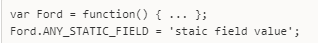 var Ford = function() { ... };
Ford.ANY_STATIC_FIELD = 'staic field value';